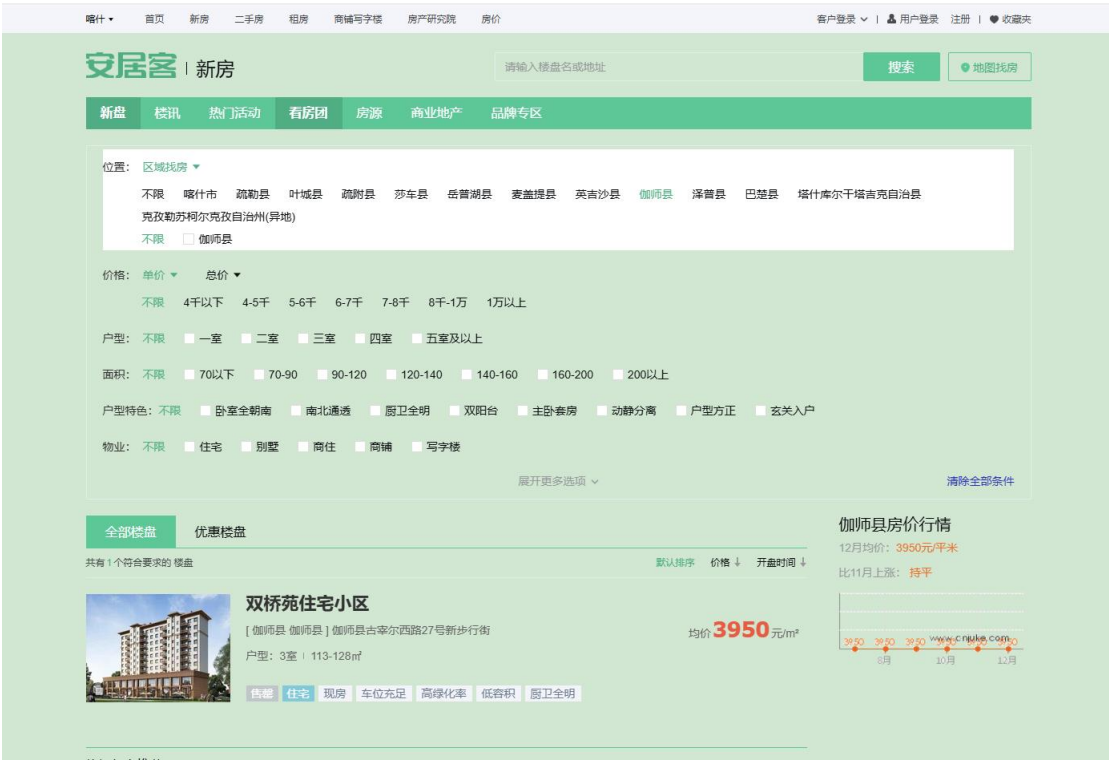 喀什 首页 新房 二手房 租房 商铺写字楼 房产研究院 房价 客户登录 | 用户登录 注册 | 收藏夹
安居客 | 新房 请输入楼盘名或地址 搜索 地图找房
新盘 楼讯 热门活动 看房团 房源 商业地产 品牌专区
位置: 区域找房
不限 喀什市 疏勒县 叶城县 疏附县 莎车县 岳普湖县 麦盖提县 英吉沙县 伽师县 泽普县 巴楚县 塔什库尔干塔吉克自治县
克孜勒苏柯尔克孜自治州(异地)
不限 伽师县
价格: 单价 总价
不限 4千以下 4-5千 5-6千 6-7千 7-8千 8千-1万 1万以上
户型: 不限 一室 二室 三室 四室 五室及以上
面积: 不限 70以下 70-90 90-120 120-140 140-160 160-200 200以上
户型特色: 不限 卧室全朝南 南北通透 厨卫全明 双阳台 主卧套房 动静分离 户型方正 玄关入户
物业: 不限 住宅 别墅 商住 商铺 写字楼
展开更多选项 清除全部条件
全部楼盘 优惠楼盘
共有1个符合要求的 楼盘 默认排序 价格↓ 开盘时间↓
双桥苑住宅小区
[ 伽师县 伽师县 ] 伽师县古宰尔西路27号新步行街
户型: 3室 | 113-128㎡
均价 3950 元/m²
售罄 住宅 现房 车位充足 高绿化率 低容积 厨卫全明
伽师县房价行情
12月均价: 3950元/平米
比11月上涨: 持平
3950 3950 3950 3950 3950
www.cnjuke.com
8月 10月 12月